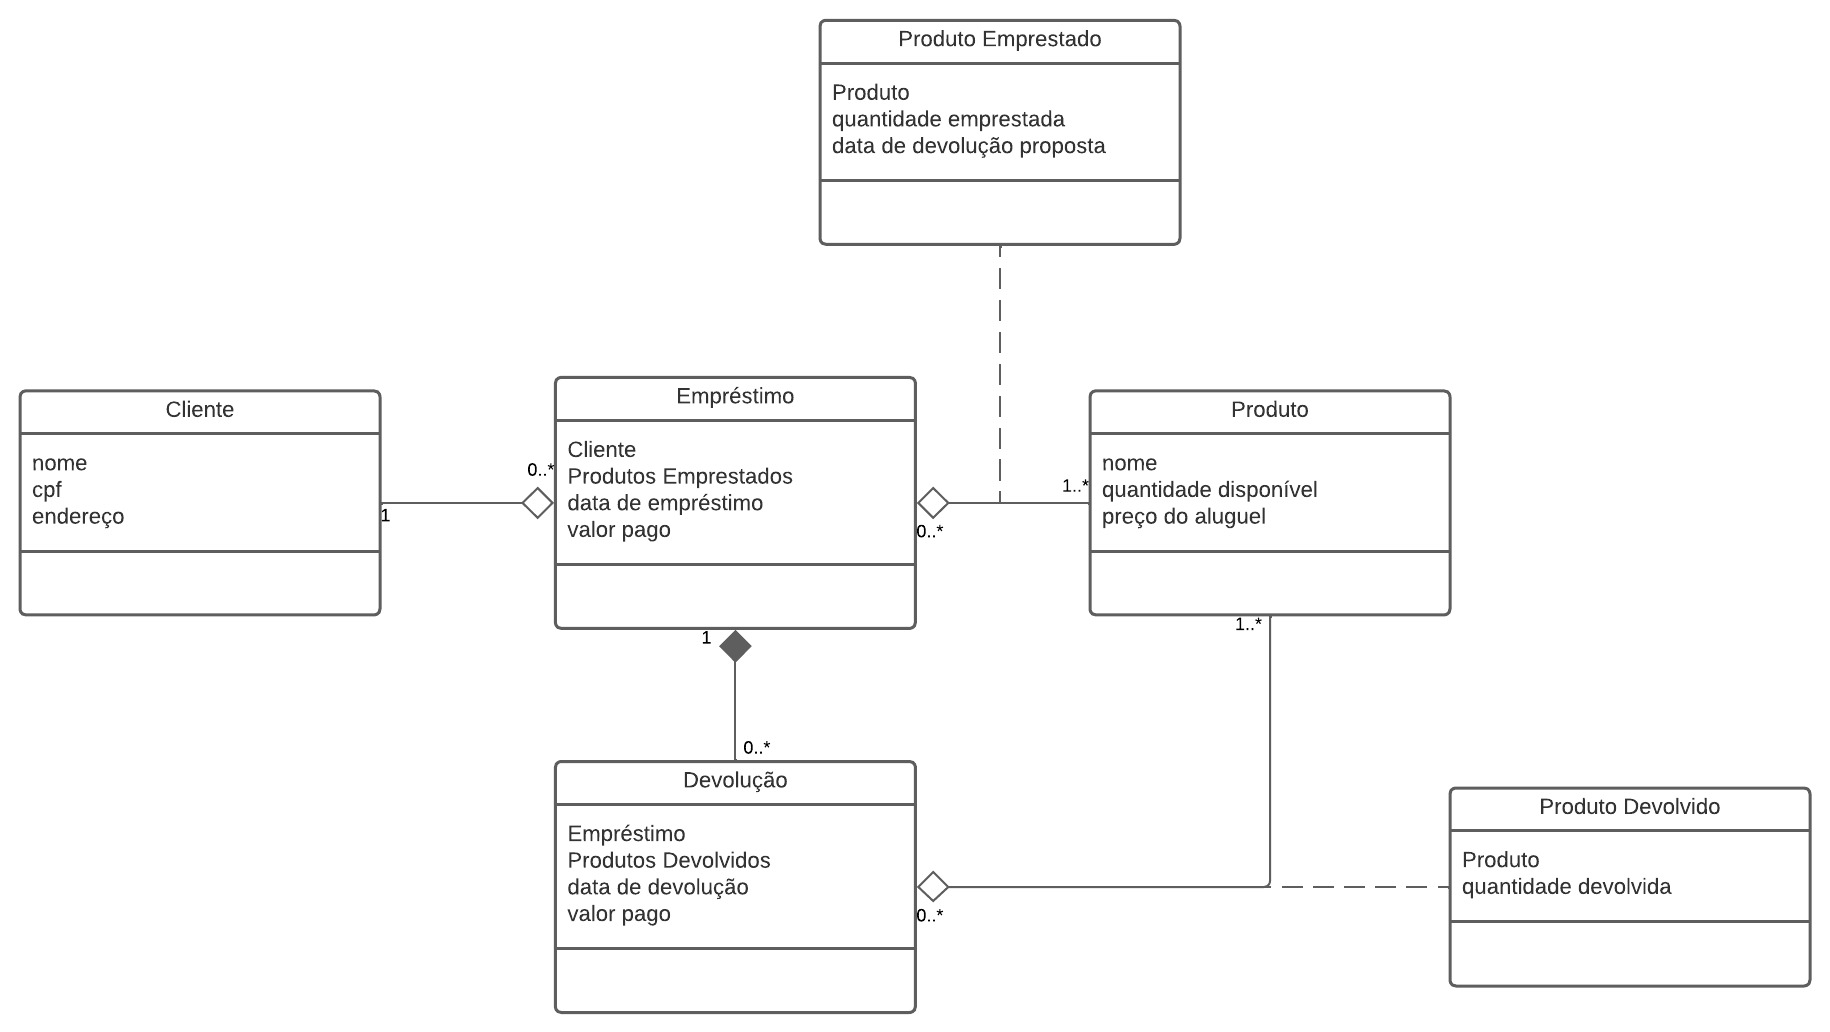 Produto Emprestado
Produto
quantidade emprestada
data de devolução proposta
Cliente
nome
cpf
endereço
1
0..*
Empréstimo
Cliente
Produtos Emprestados
data de empréstimo
valor pago
0..*
1..*
Produto
nome
quantidade disponível
preço do aluguel
1
0..*
1..*
Devolução
Empréstimo
Produtos Devolvidos
data de devolução
valor pago
0..*
Produto Devolvido
Produto
quantidade devolvida